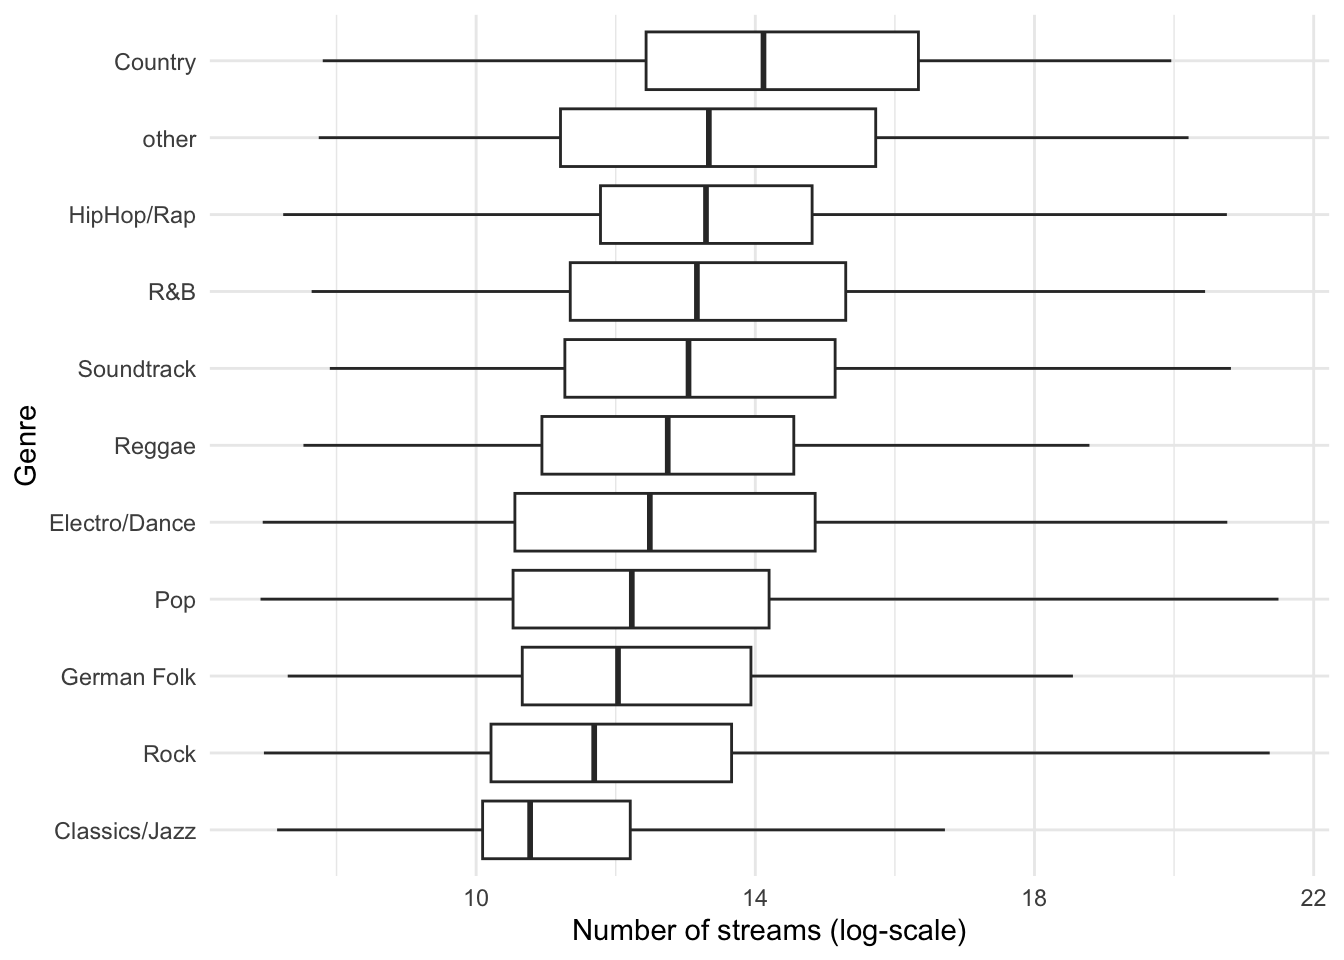 Country
other
HipHop/Rap
R&B
Soundtrack
Reggae
Electro/Dance
Pop
German Folk
Rock
Classics/Jazz
Genre
10 14 18 22
Number of streams (log-scale)